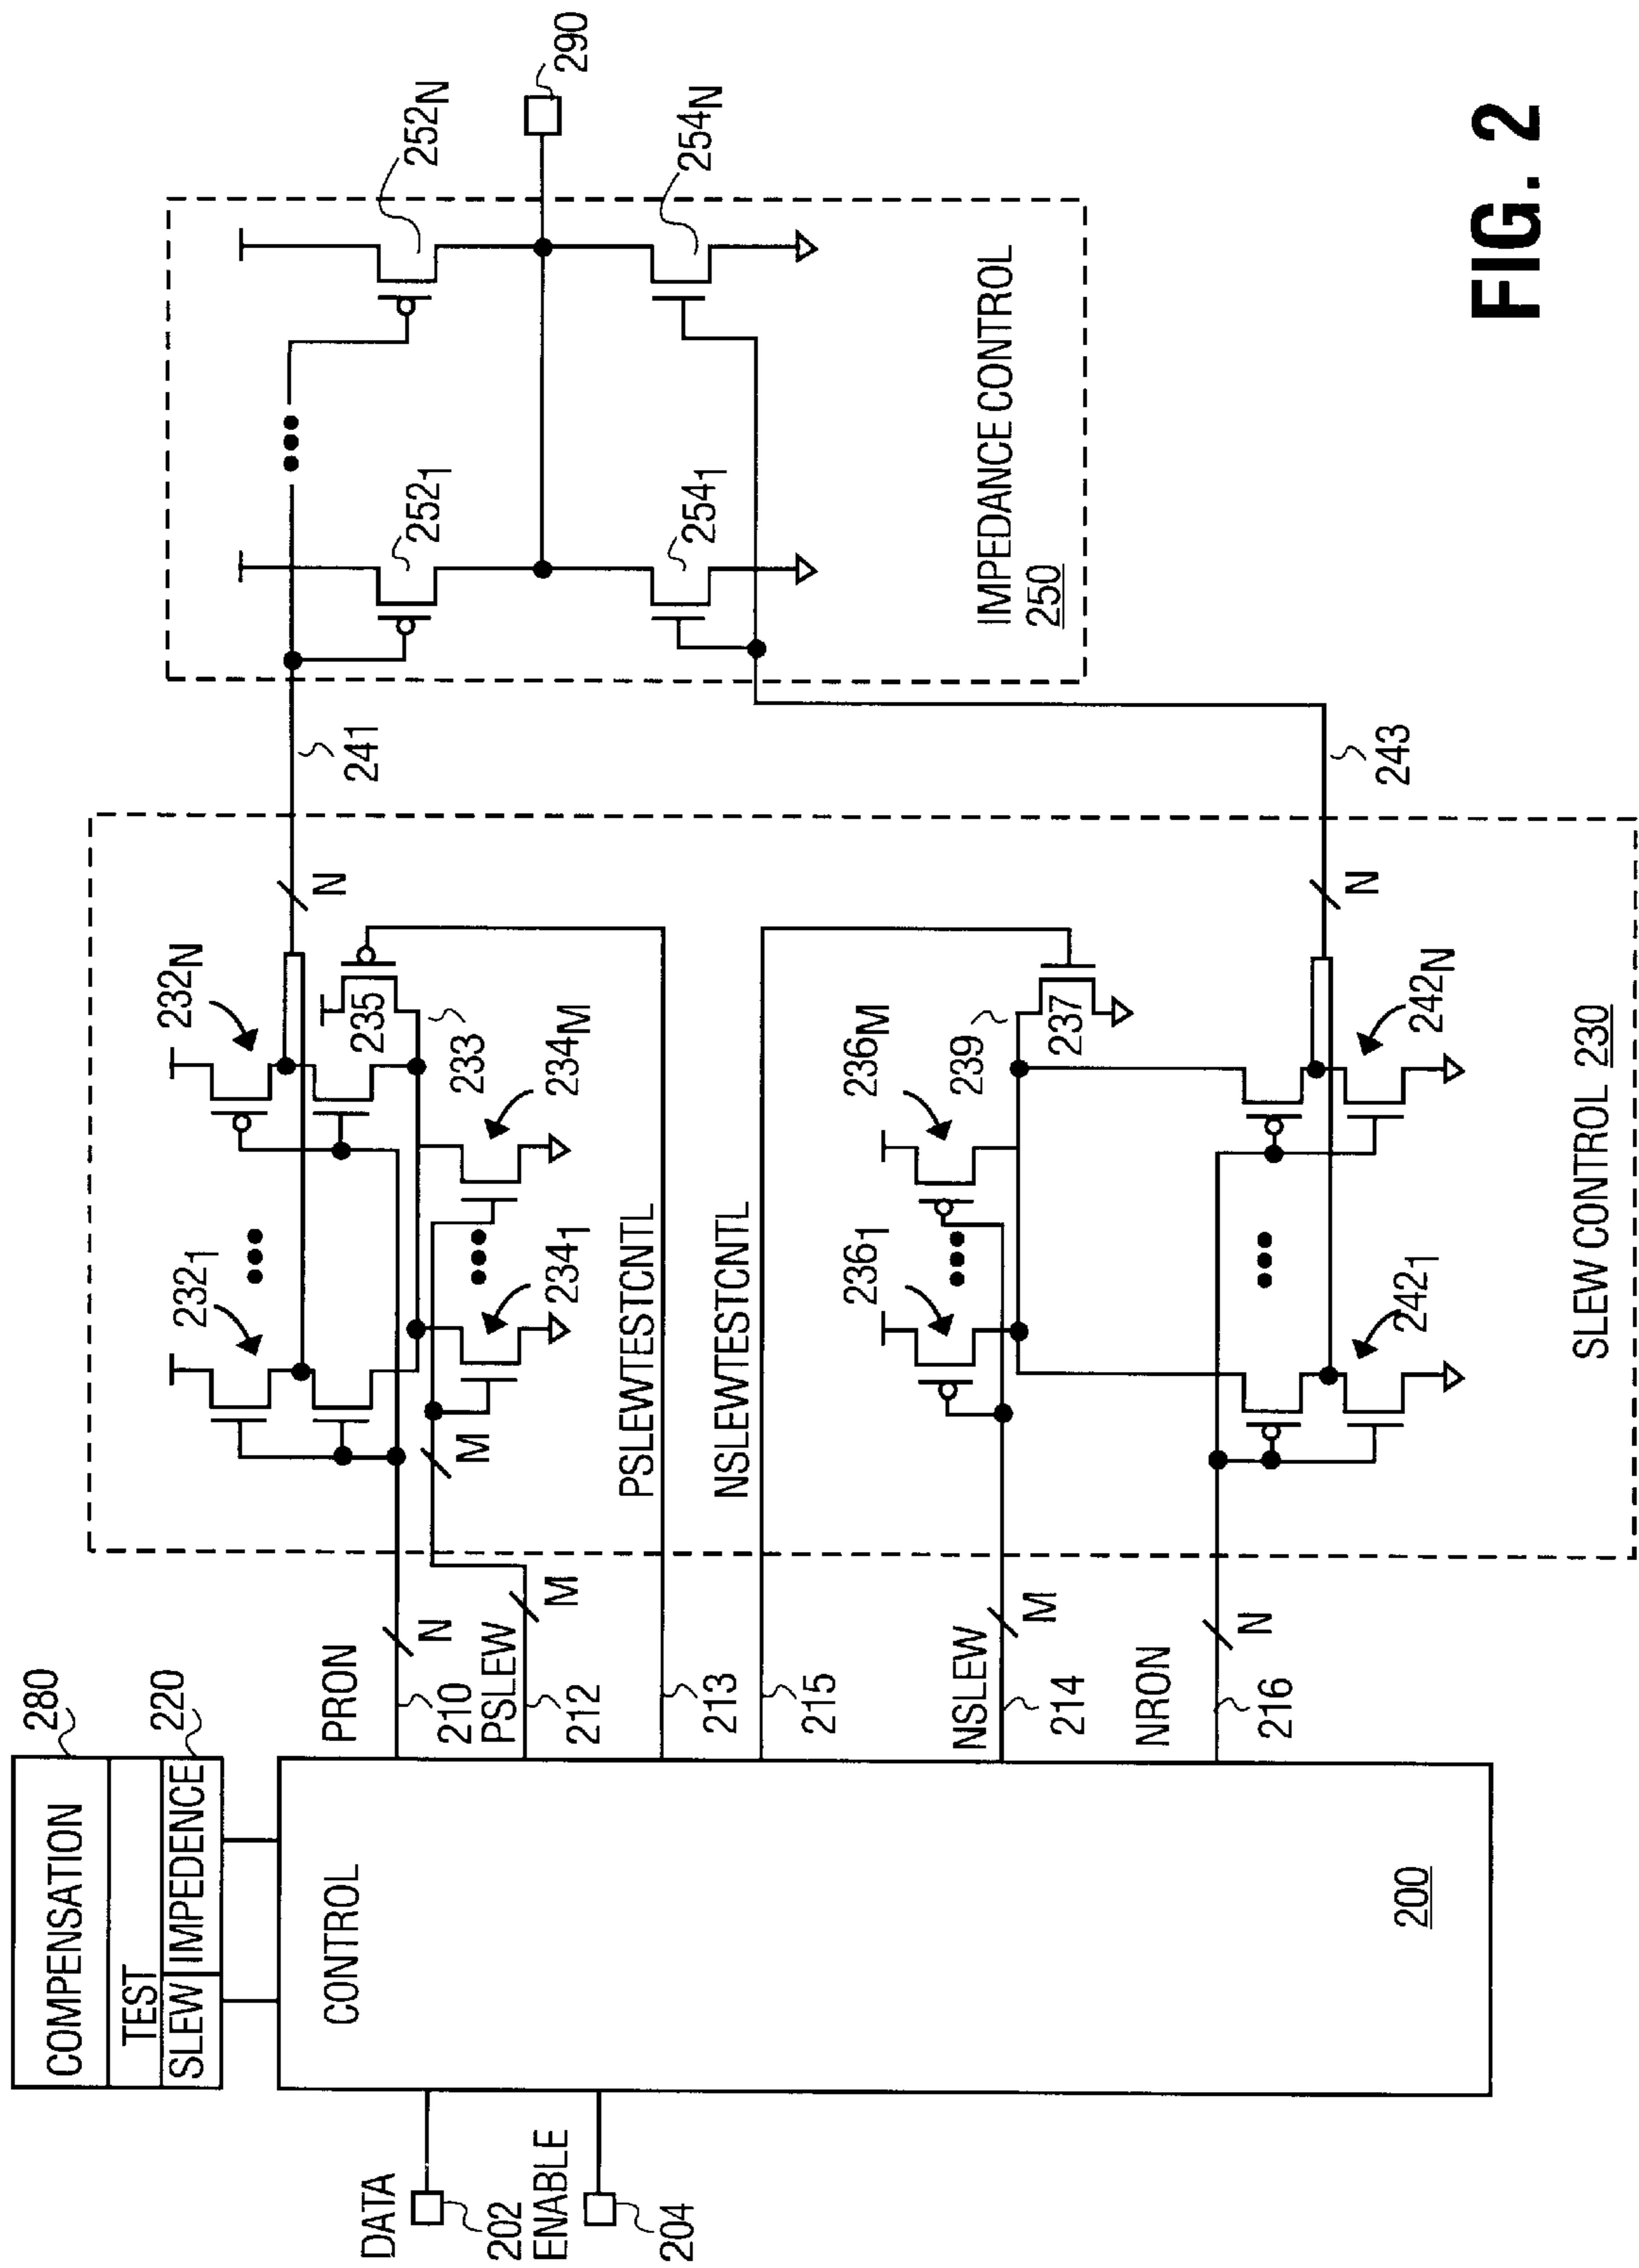 280
COMPENSATION
TEST
SLEW IMPEDENCE
220
CONTROL
200
DATA
202
ENABLE
204
PRON
N
210
PSLEW
M
212
213
215
NSLEW
M
214
NRON
N
216
232₁
232N
M
234₁
234M
235
233
PSLEWTESTCNTL
NSLEWTESTCNTL
236₁
236M
239
237
242₁
242N
SLEW CONTROL 230
N
241
N
243
252₁
252N
254₁
254N
IMPEDANCE CONTROL
250
290
FIG. 2